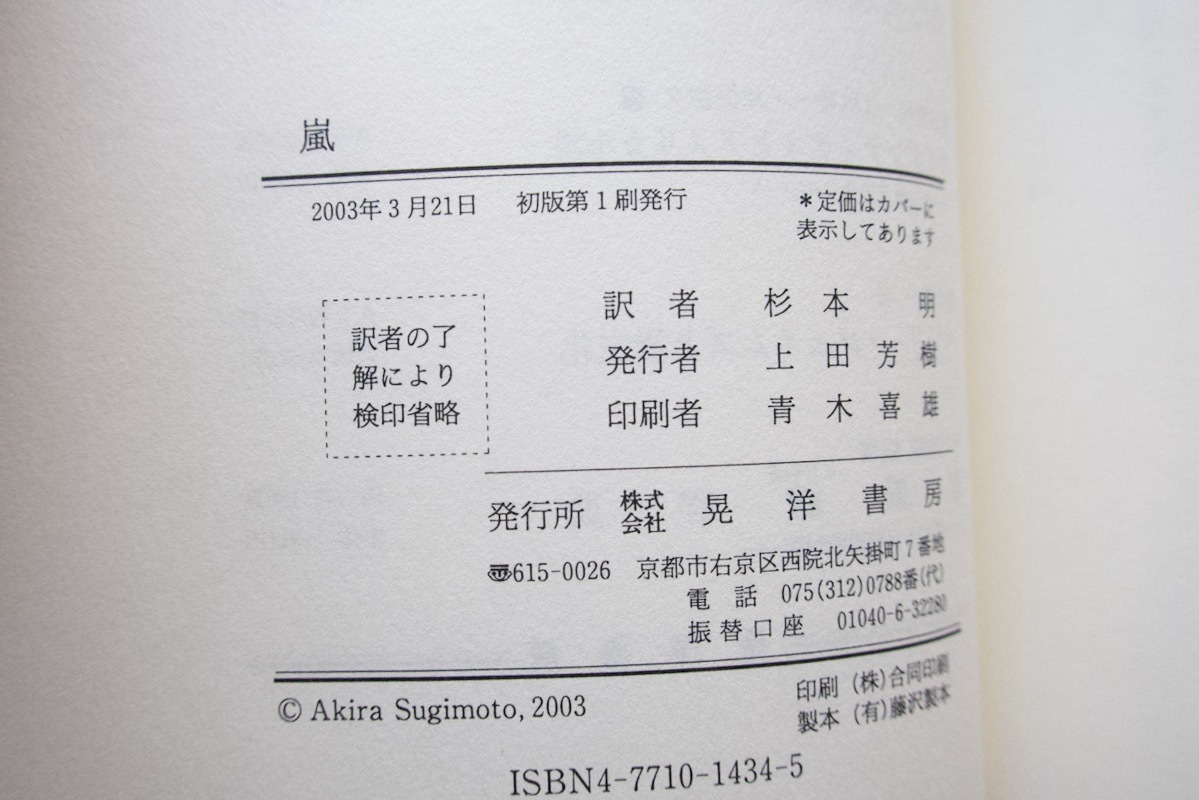 嵐
2003年3月21日　初版第1刷発行
＊定価はカバーに
表示してあります
訳者の了
解により
検印省略
訳　者　杉　本　　明
発行者　上　田　芳　樹
印刷者　青　木　喜　雄
発行所　株式会社　晃　洋　書　房
〠615-0026　京都市右京区西院北矢掛町7番地
電　話　075(312)0788番(代)
振替口座　01040-6-32280
印刷（株）合同印刷
製本（有）藤沢製本
© Akira Sugimoto, 2003
ISBN4-7710-1434-5